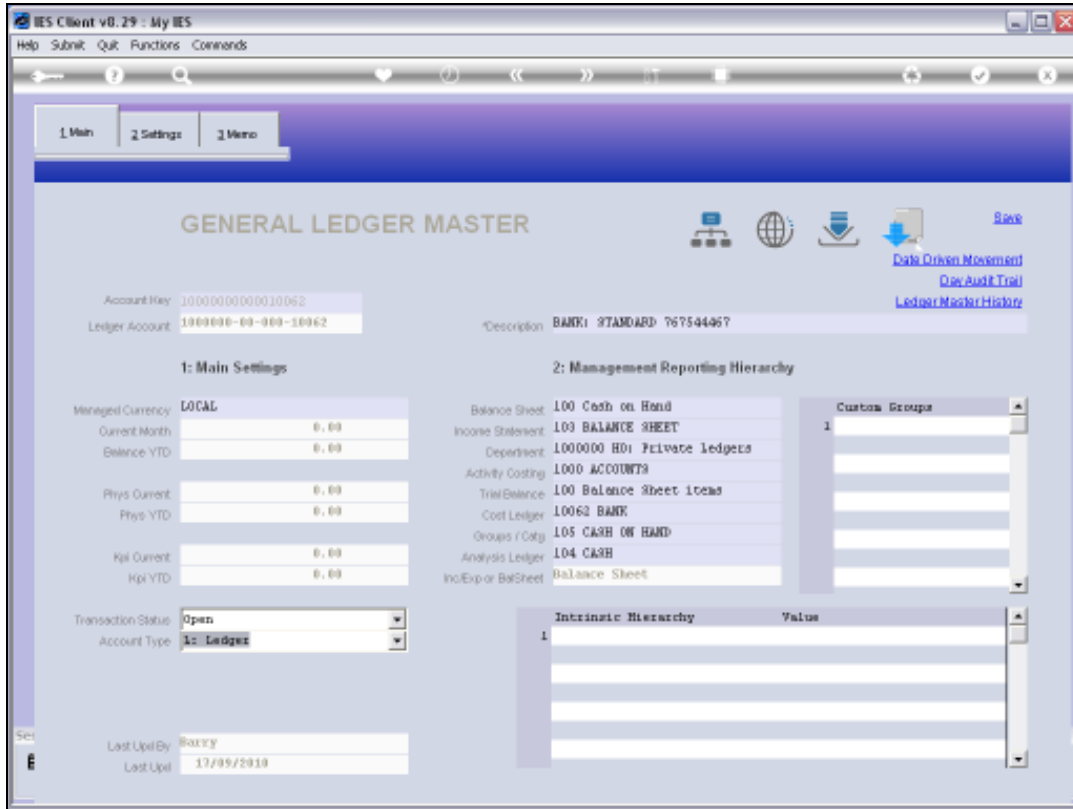 IES Client v8.29 : My IES
Help Submit Quit Functions Commands
1 Main 2 Settings 3 Memo
GENERAL LEDGER MASTER
Save
Date Driven Movement
Day Audit Trail
Ledger Master History
Account Key 10000000000010062
Ledger Account 1000000-00-000-10062
*Description BANK: STANDARD 767544467
1: Main Settings
2: Management Reporting Hierarchy
Managed Currency LOCAL
Current Month 0.00
Balance YTD 0.00
Phys Current 0.00
Phys YTD 0.00
Kpi Current 0.00
Kpi YTD 0.00
Balance Sheet 100 Cash on Hand
Income Statement 103 BALANCE SHEET
Department 1000000 HO: Private ledgers
Activity Costing 1000 ACCOUNTS
Trial Balance 100 Balance Sheet items
Cost Ledger 10062 BANK
Groups / Catg 105 CASH ON HAND
Analysis Ledger 104 CASH
Inc/Exp or BalSheet Balance Sheet
Custom Groups
1
Transaction Status Open
Account Type 1: Ledger
Intrinsic Hierarchy Value
1
Last Upd By Barry
Last Upd 17/09/2010